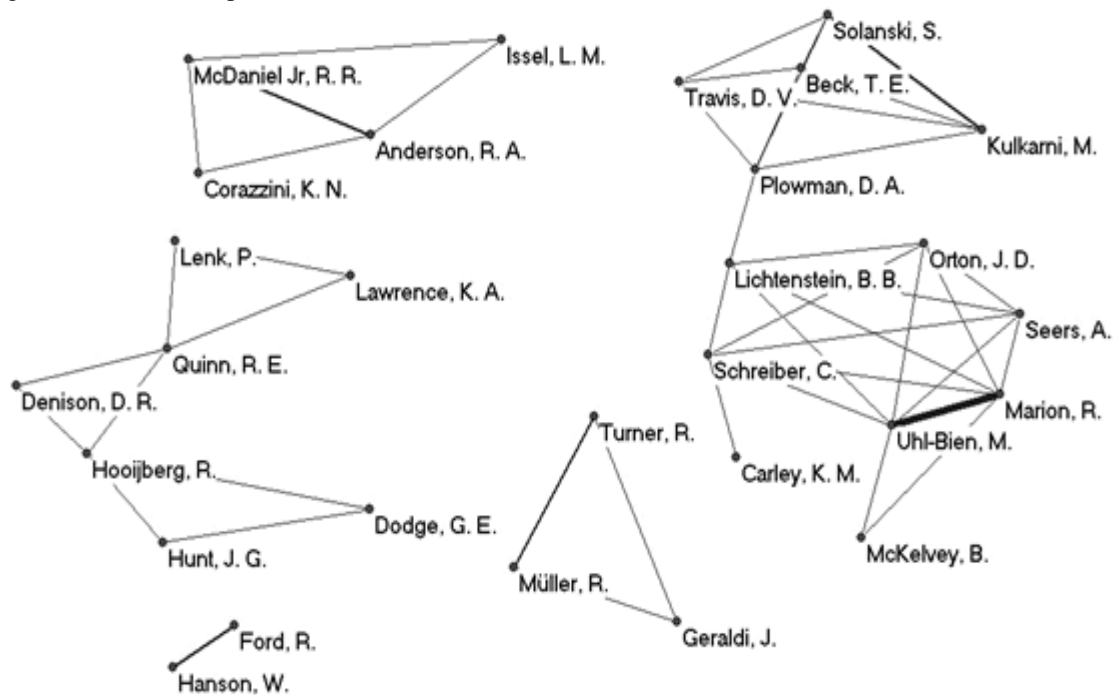 Solanski, S.
Issel, L. M.
McDaniel Jr, R. R.
Beck, T. E.
Travis, D. V.
Anderson, R. A.
Kulkarni, M.
Corazzini, K. N.
Plowman, D. A.
Lenk, P.
Orton, J. D.
Lichtenstein, B. B.
Lawrence, K. A.
Seers, A.
Quinn, R. E.
Schreiber, C.
Denison, D. R.
Marion, R.
Turner, R.
Uhl-Bien, M.
Hooijberg, R.
Carley, K. M.
Dodge, G. E.
Hunt, J. G.
McKelvey, B.
Müller, R.
Geraldi, J.
Ford, R.
Hanson, W.